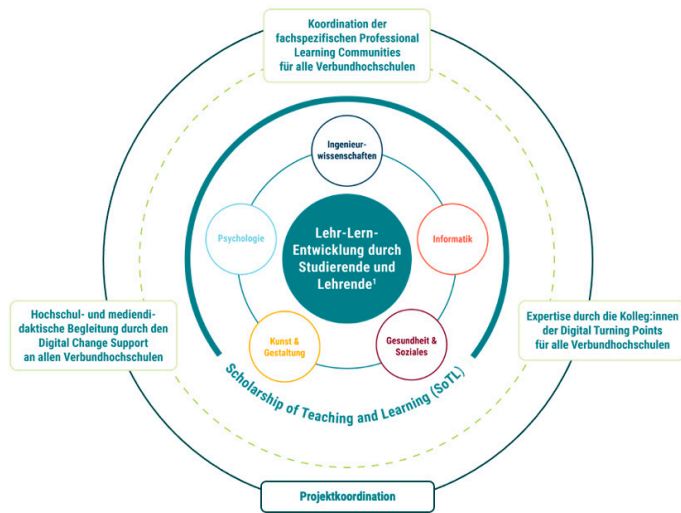 Koordination der
fachspezifischen Professional
Learning Communities
für alle Verbundhochschulen
Ingenieur-
wissenschaften
Psychologie
Lehr-Lern-
Entwicklung durch
Studierende und
Lehrende¹
Informatik
Hochschul- und mediendi-
daktische Begleitung durch den
Digital Change Support
an allen Verbundhochschulen
Expertise durch die Kolleg:innen
der Digital Turning Points
für alle Verbundhochschulen
Kunst &
Gestaltung
Gesundheit &
Soziales
Scholarship of Teaching and Learning (SoTL)
Projektkoordination